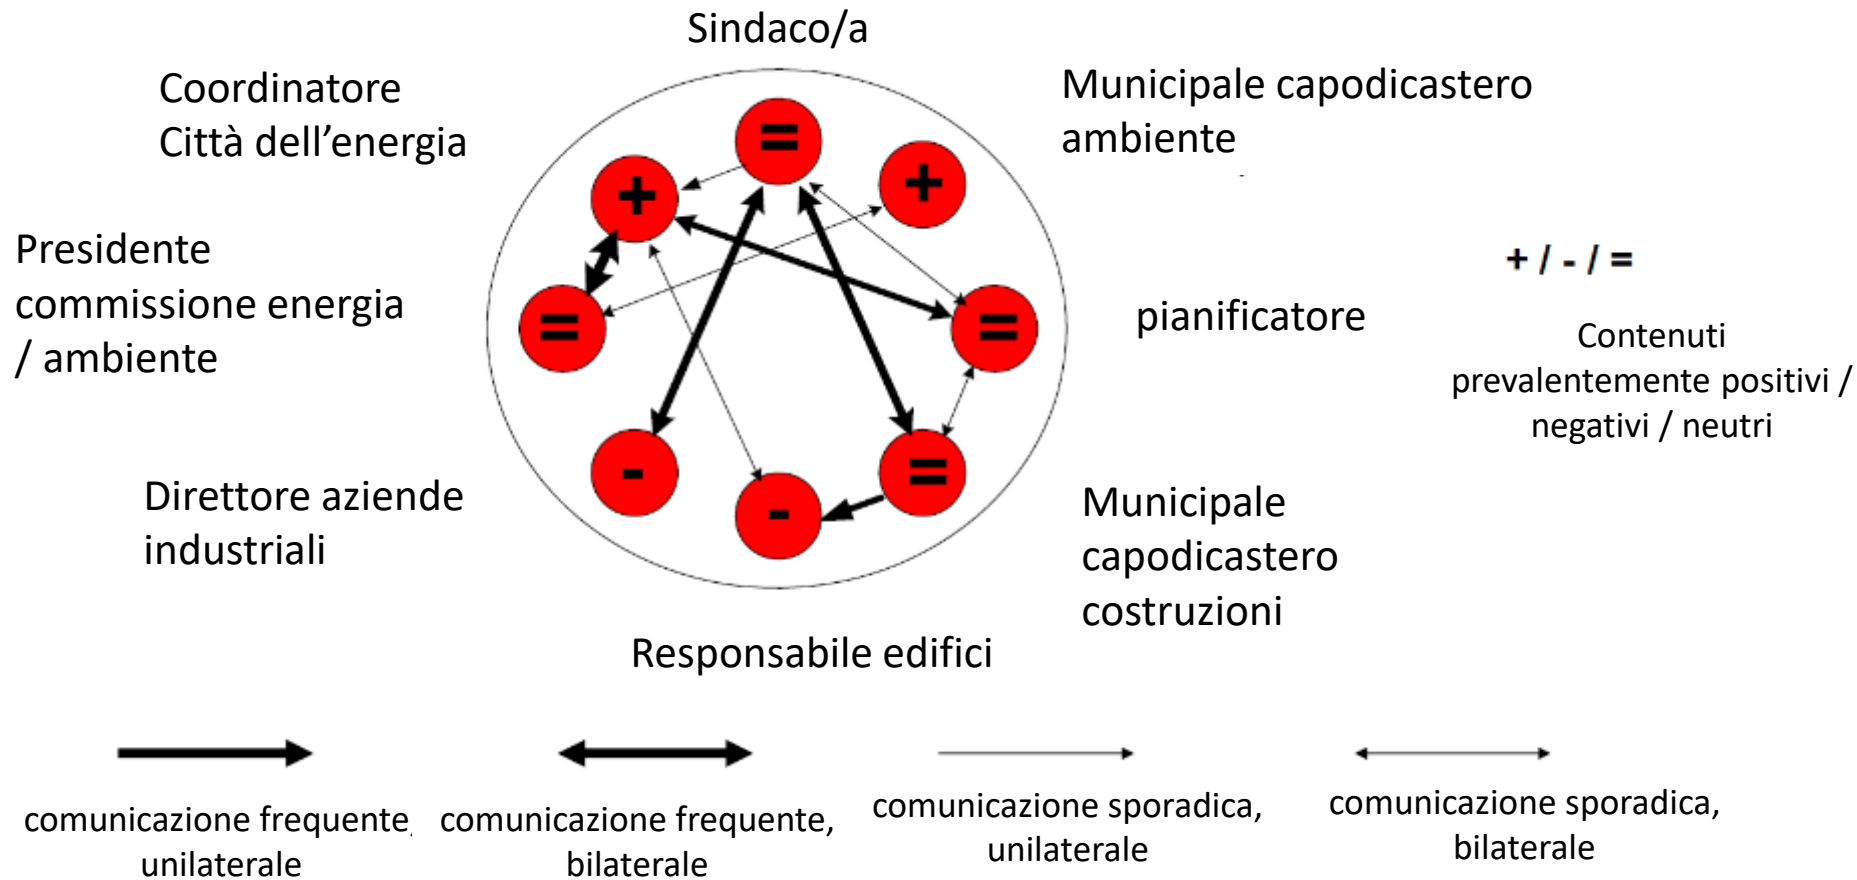 Sindaco/a
Coordinatore
Città dell’energia
Municipale capodicastero
ambiente
=
+
+
Presidente
commissione energia
/ ambiente
=
=
pianificatore
+ / - / =
Contenuti
prevalentemente positivi /
negativi / neutri
Direttore aziende
industriali
-
-
=
Municipale
capodicastero
costruzioni
Responsabile edifici
comunicazione frequente,
unilaterale
comunicazione frequente,
bilaterale
comunicazione sporadica,
unilaterale
comunicazione sporadica,
bilaterale